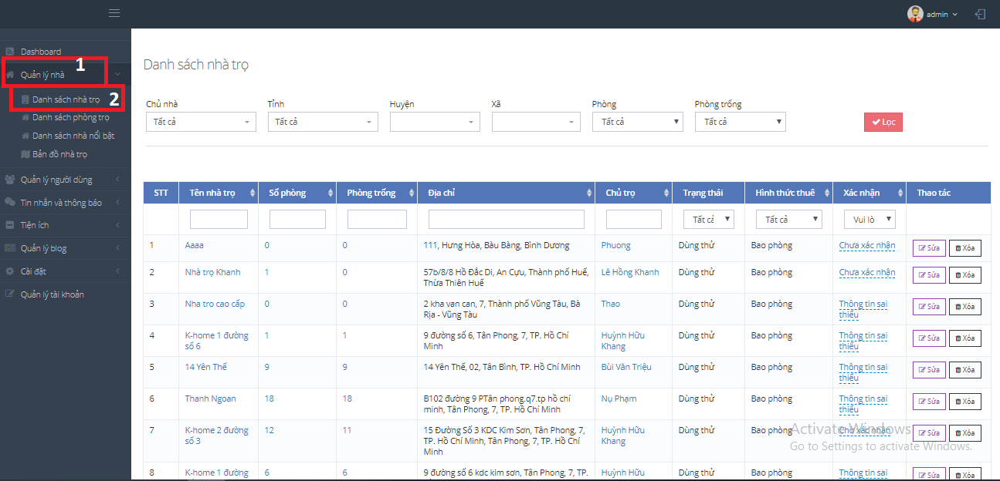 admin
Dashboard
1
Quản lý nhà
Danh sách nhà trọ
2
Danh sách phòng trọ
Danh sách nhà nổi bật
Bản đồ nhà trọ
Quản lý người dùng
Tin nhắn và thông báo
Tiện ích
Quản lý blog
Cài đặt
Quản lý tài khoản
Danh sách nhà trọ
Chủ nhà Tỉnh Huyện Xã Phòng Phòng trống
Tất cả Tất cả Tất cả Tất cả Lọc
STT Tên nhà trọ Số phòng Phòng trống Địa chỉ Chủ trọ Trạng thái Hình thức thuê Xác nhận Thao tác
Tất cả Tất cả Vui lò
1 Aaaa 0 0 111, Hưng Hòa, Bàu Bàng, Bình Dương Phuong Dùng thử Bao phòng Chưa xác nhận Sửa Xóa
2 Nhà trọ Khanh 1 0 57b/8/8 Hồ Đắc Di, An Cựu, Thành phố Huế, Lê Hồng Khanh Dùng thử Bao phòng Chưa xác nhận Sửa Xóa
Thừa Thiên Huế
3 Nha tro cao cấp 0 0 2 kha van can, 7, Thành phố Vũng Tàu, Bà Thao Dùng thử Bao phòng Thông tin sai Sửa Xóa
Rịa - Vũng Tàu thiếu
4 K-home 1 đường 1 1 9 đường số 6, Tân Phong, 7, TP. Hồ Chí Huỳnh Hữu Dùng thử Bao phòng Thông tin sai Sửa Xóa
số 6 Minh Khang thiếu
5 14 Yên Thế 9 9 14 Yên Thế, 02, Tân Bình, TP. Hồ Chí Minh Bùi Văn Triệu Dùng thử Bao phòng Thông tin sai Sửa Xóa
thiếu
6 Thanh Ngoan 18 18 B102 đường 9 PTân phong.q7.tp hồ chí Nụ Phạm Dùng thử Bao phòng Thông tin sai Sửa Xóa
minh, Tân Phong, 7, TP. Hồ Chí Minh thiếu
7 K-home 2 đường 12 11 15 Đường Số 3 KDC Kim Sơn, Tân Phong, 7, Huỳnh Hữu Dùng thử Bao phòng Chờ xác nhận Sửa Xóa
số 3 TP. Hồ Chí Minh, Tân Phong, 7, TP. Hồ Chí Khang
Minh
8 K-home 1 đường 6 6 9 đường số 6 kdc kim sơn, Tân Phong, 7, TP. Huỳnh Hữu Dùng thử Bao phòng Thông tin sai Sửa Xóa
Activate Windows
Go to Settings to activate Windows.